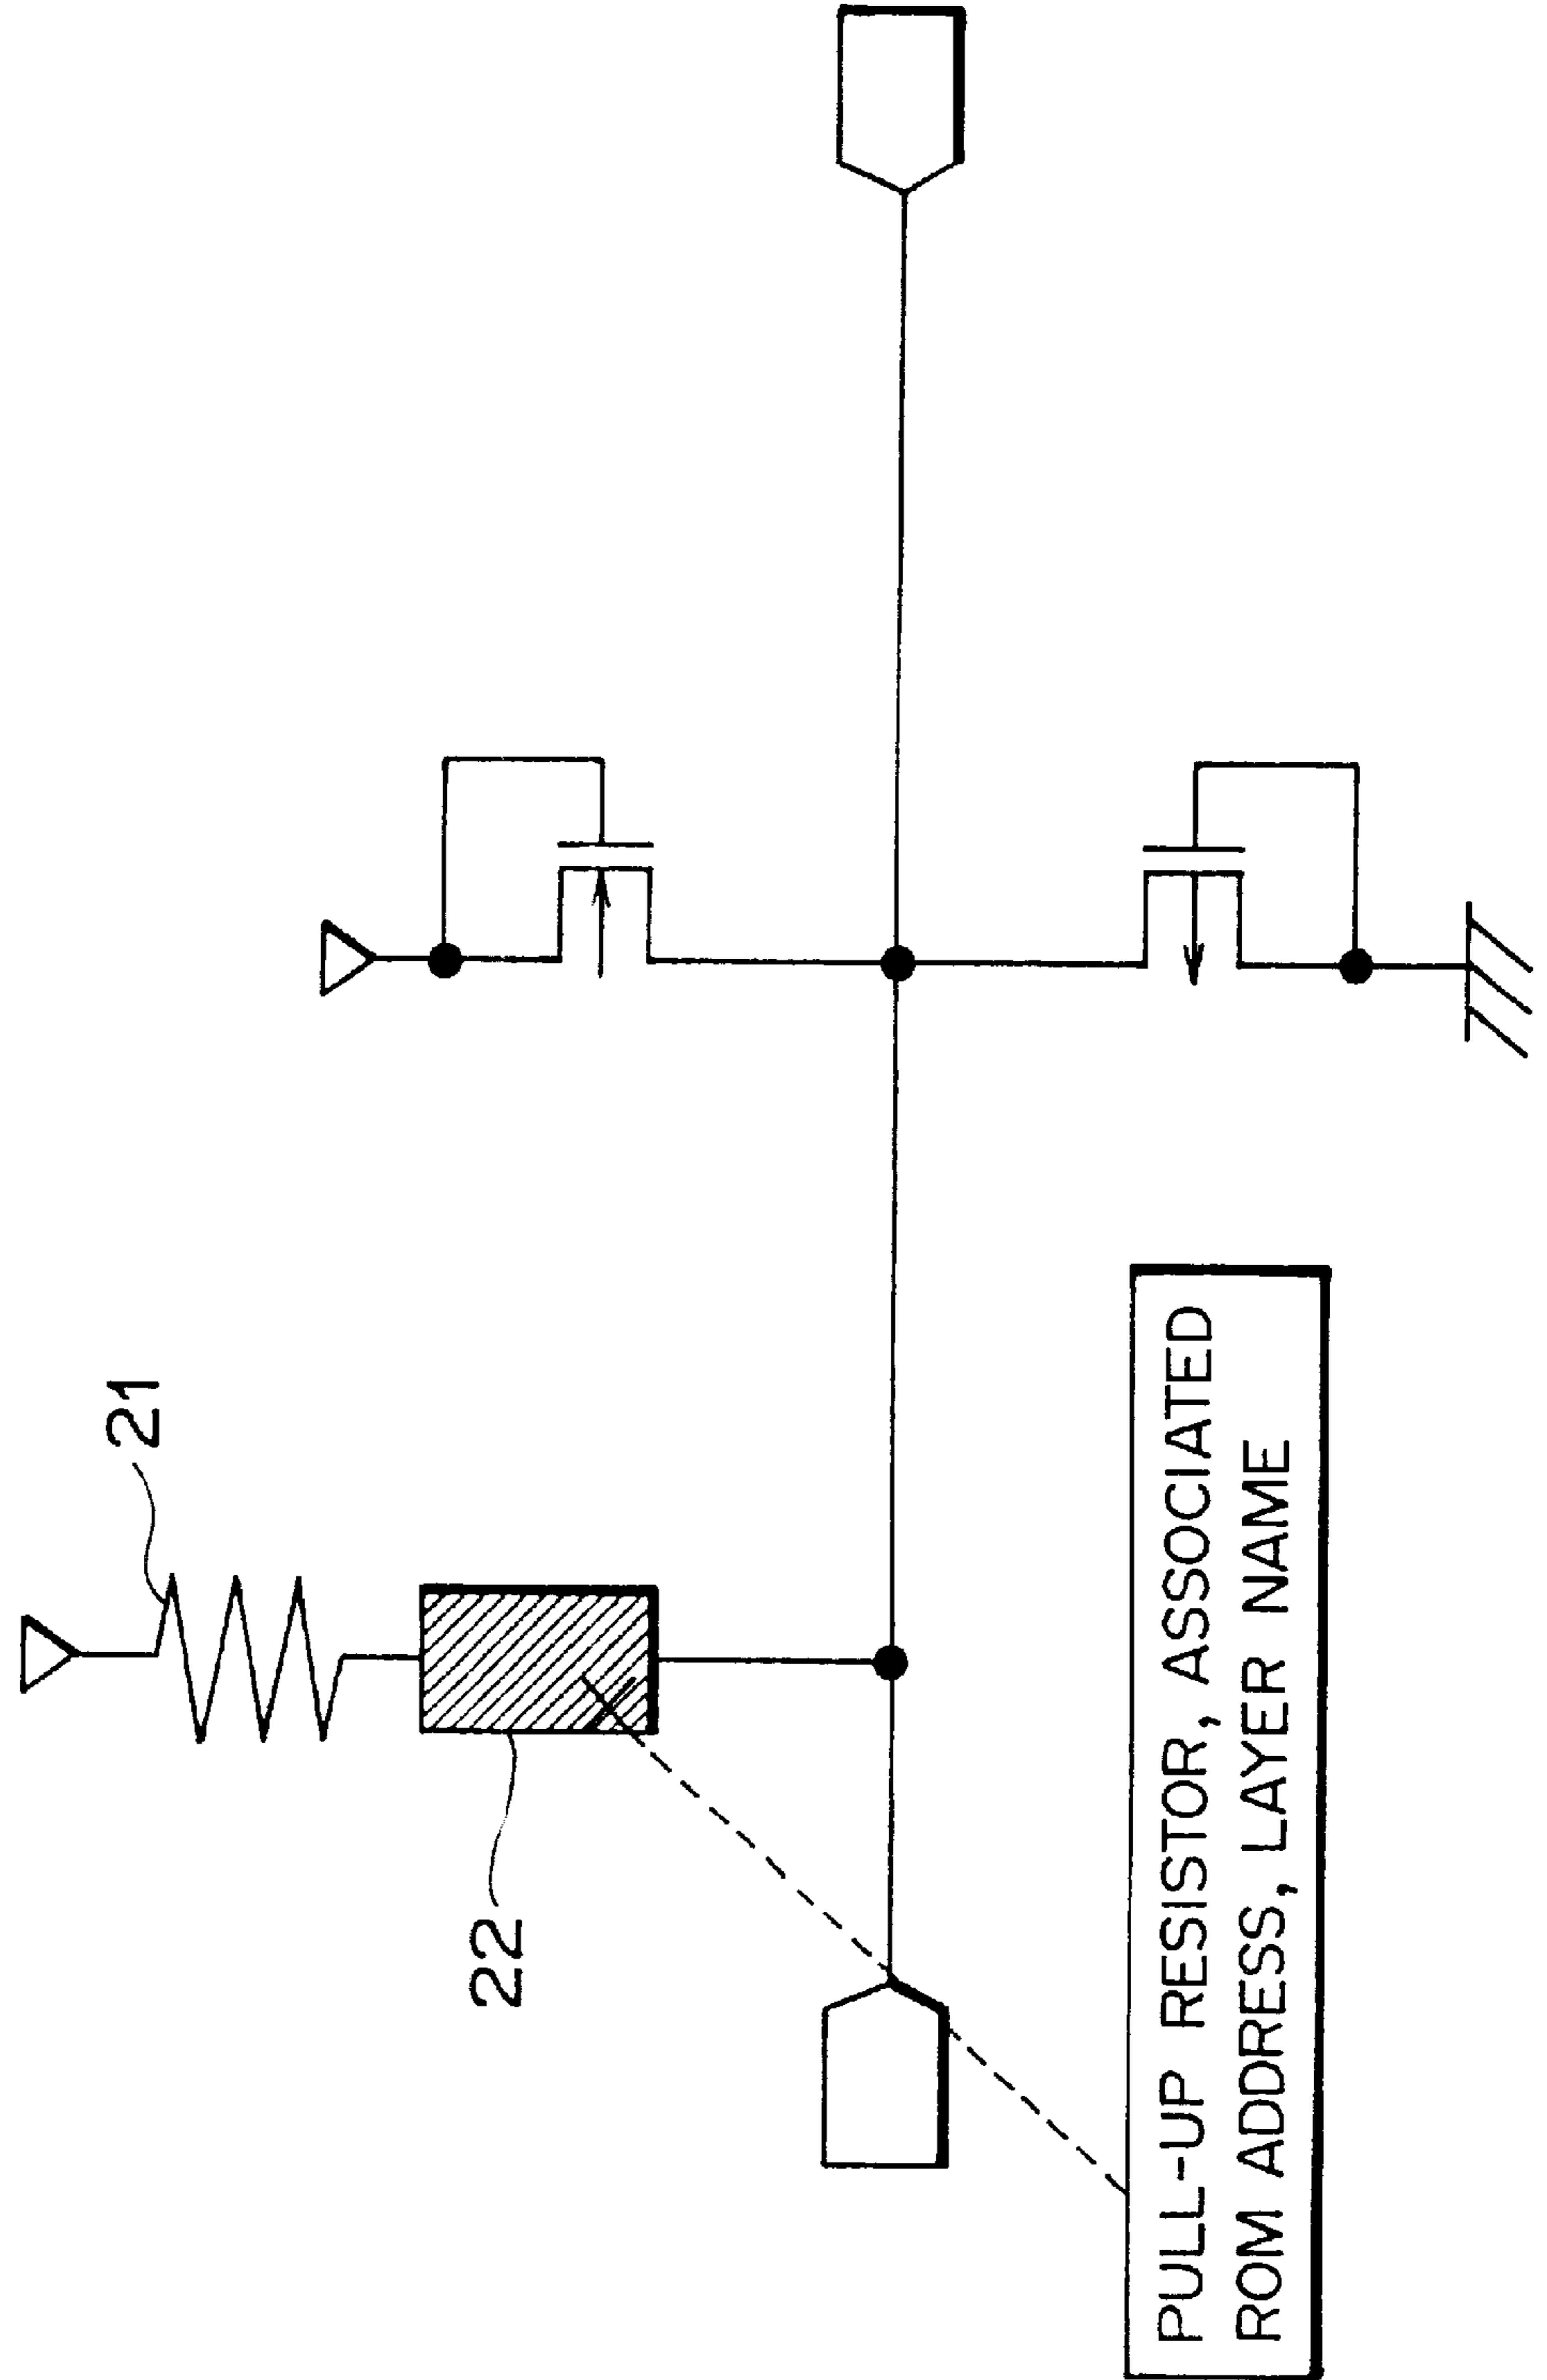 21
22
PULL-UP RESISTOR, ASSOCIATED
ROM ADDRESS, LAYER NAME